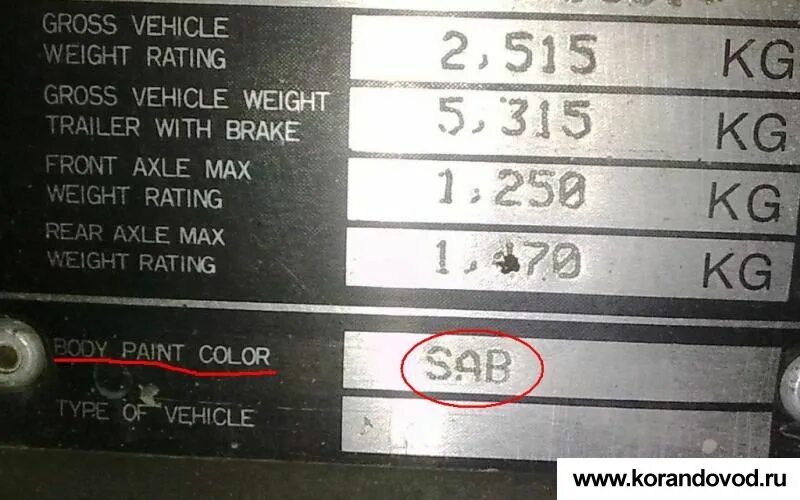 GROSS VEHICLE
WEIGHT RATING
2,515 KG
GROSS VEHICLE WEIGHT
TRAILER WITH BRAKE
5,315 KG
FRONT AXLE MAX
WEIGHT RATING
1,250 KG
REAR AXLE MAX
WEIGHT RATING
KG
BODY PAINT COLOR
SAB
TYPE OF VEHICLE
www.korandovod.ru